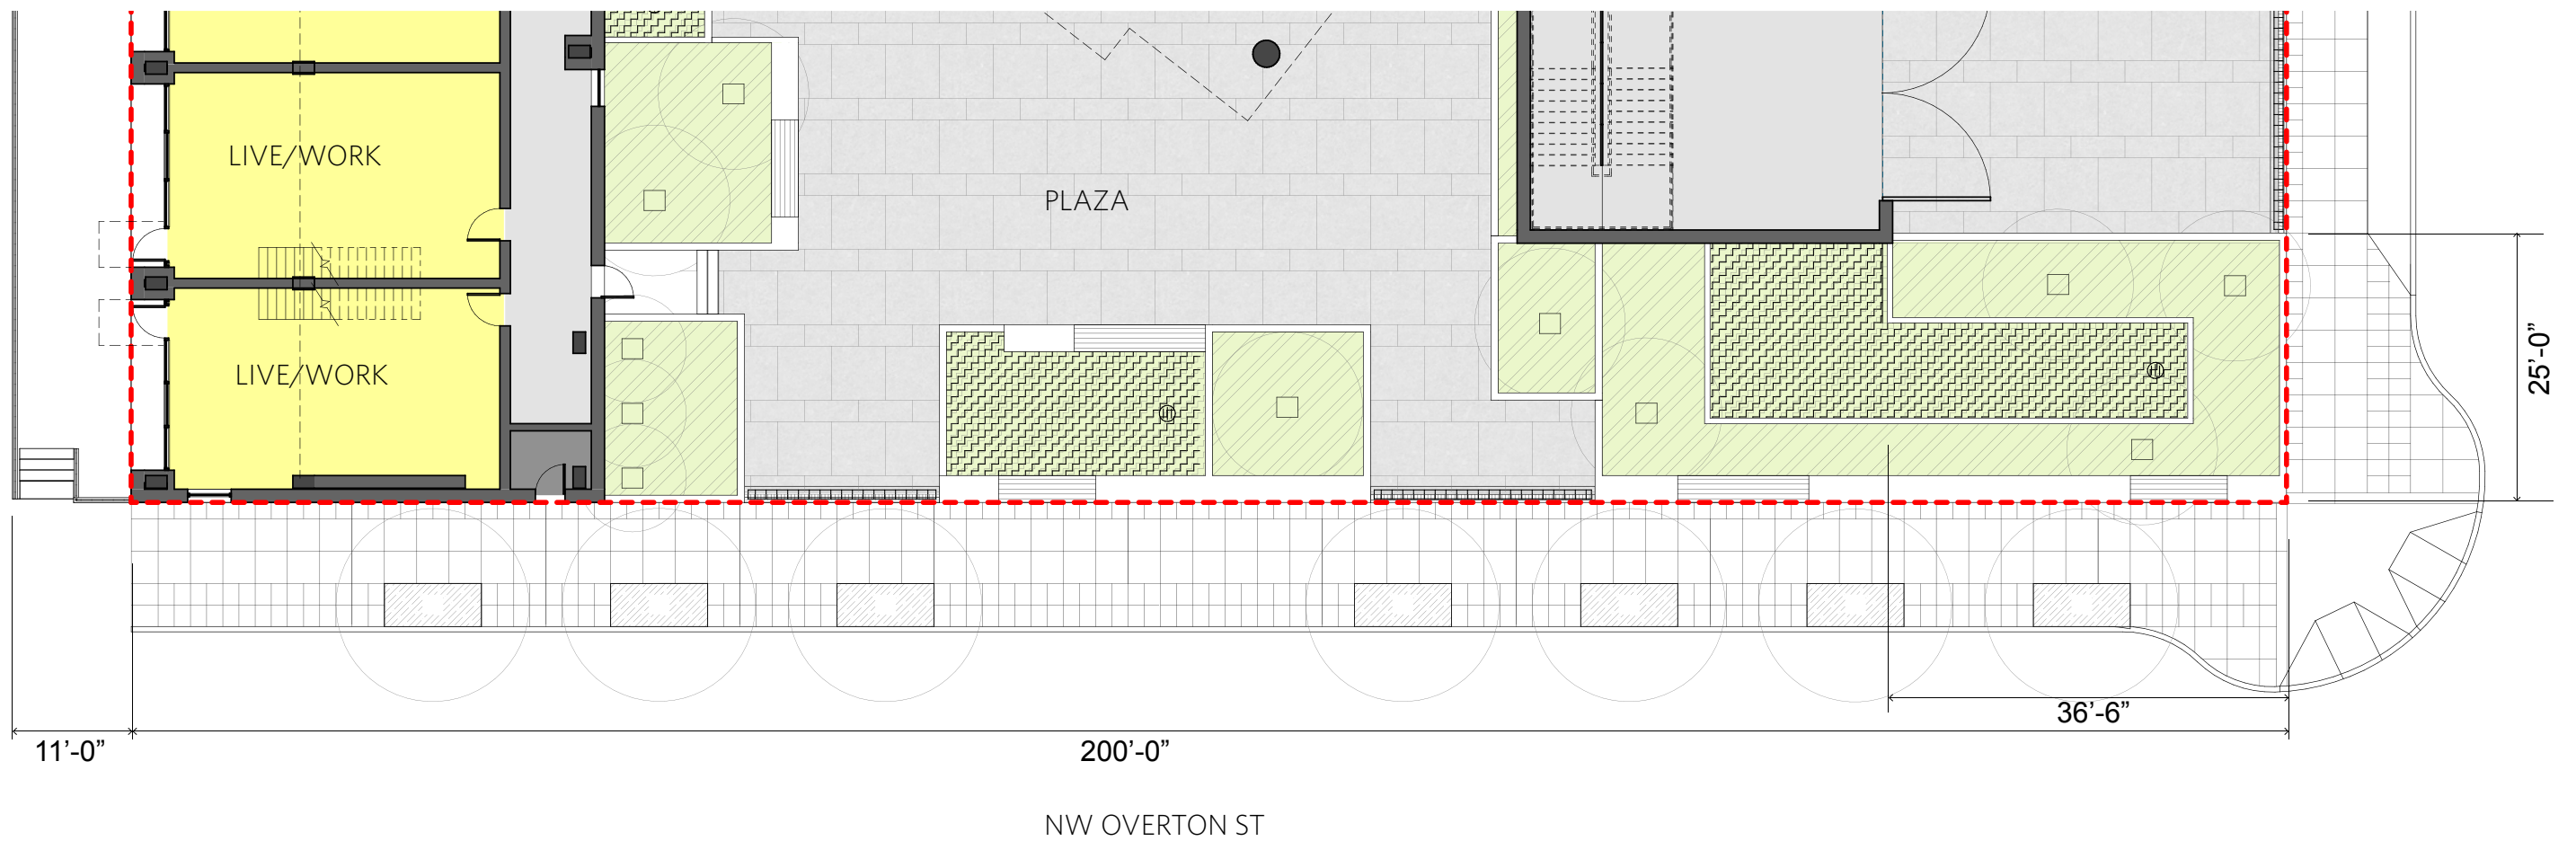 LIVE/WORK
PLAZA
LIVE/WORK
25’-0”
36’-6”
11’-0”
200’-0”
NW OVERTON ST